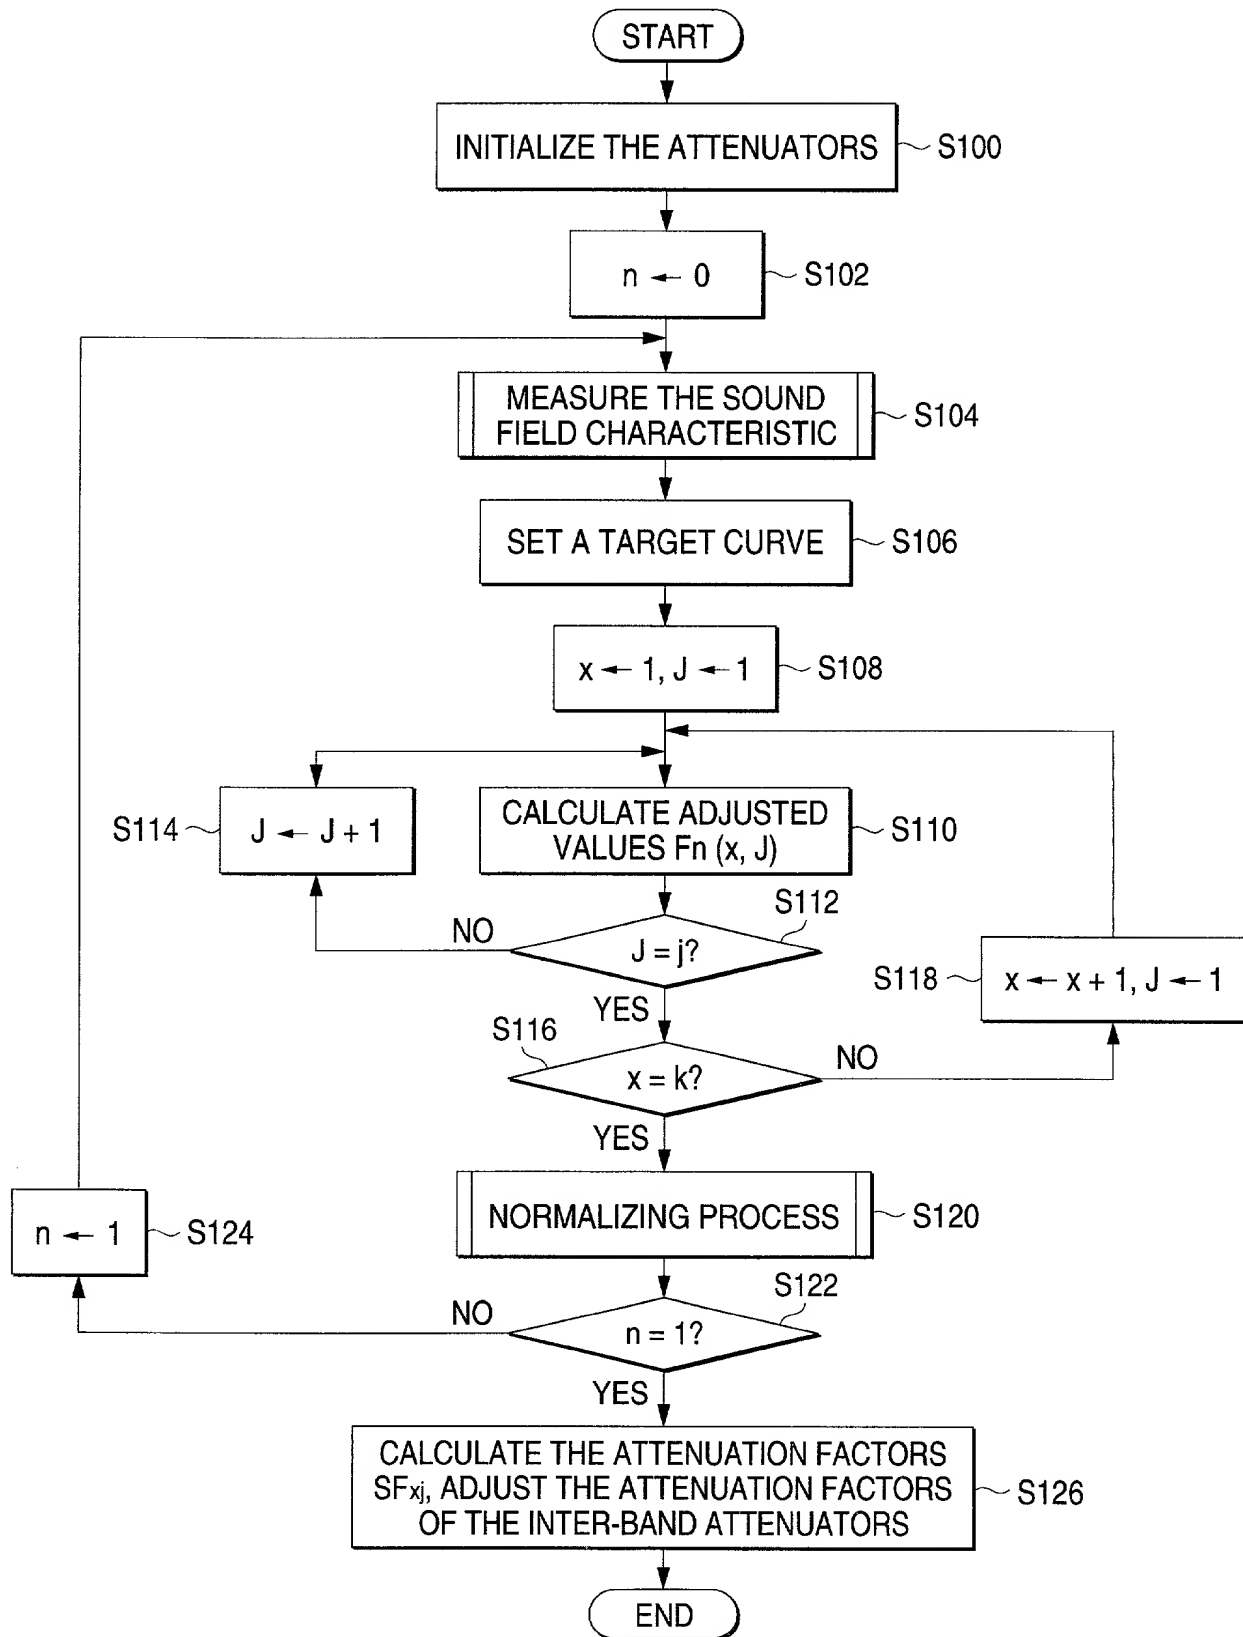 START
INITIALIZE THE ATTENUATORS
S100
n ← 0
S102
MEASURE THE SOUND
FIELD CHARACTERISTIC
S104
SET A TARGET CURVE
S106
x ← 1, J ← 1
S108
S114
J ← J + 1
CALCULATE ADJUSTED
VALUES Fn (x, J)
S110
S112
NO
J = j?
YES
S118
x ← x + 1, J ← 1
S116
x = k?
NO
YES
NORMALIZING PROCESS
S120
n ← 1
S124
S122
NO
n = 1?
YES
CALCULATE THE ATTENUATION FACTORS
SFxj, ADJUST THE ATTENUATION FACTORS
OF THE INTER-BAND ATTENUATORS
S126
END